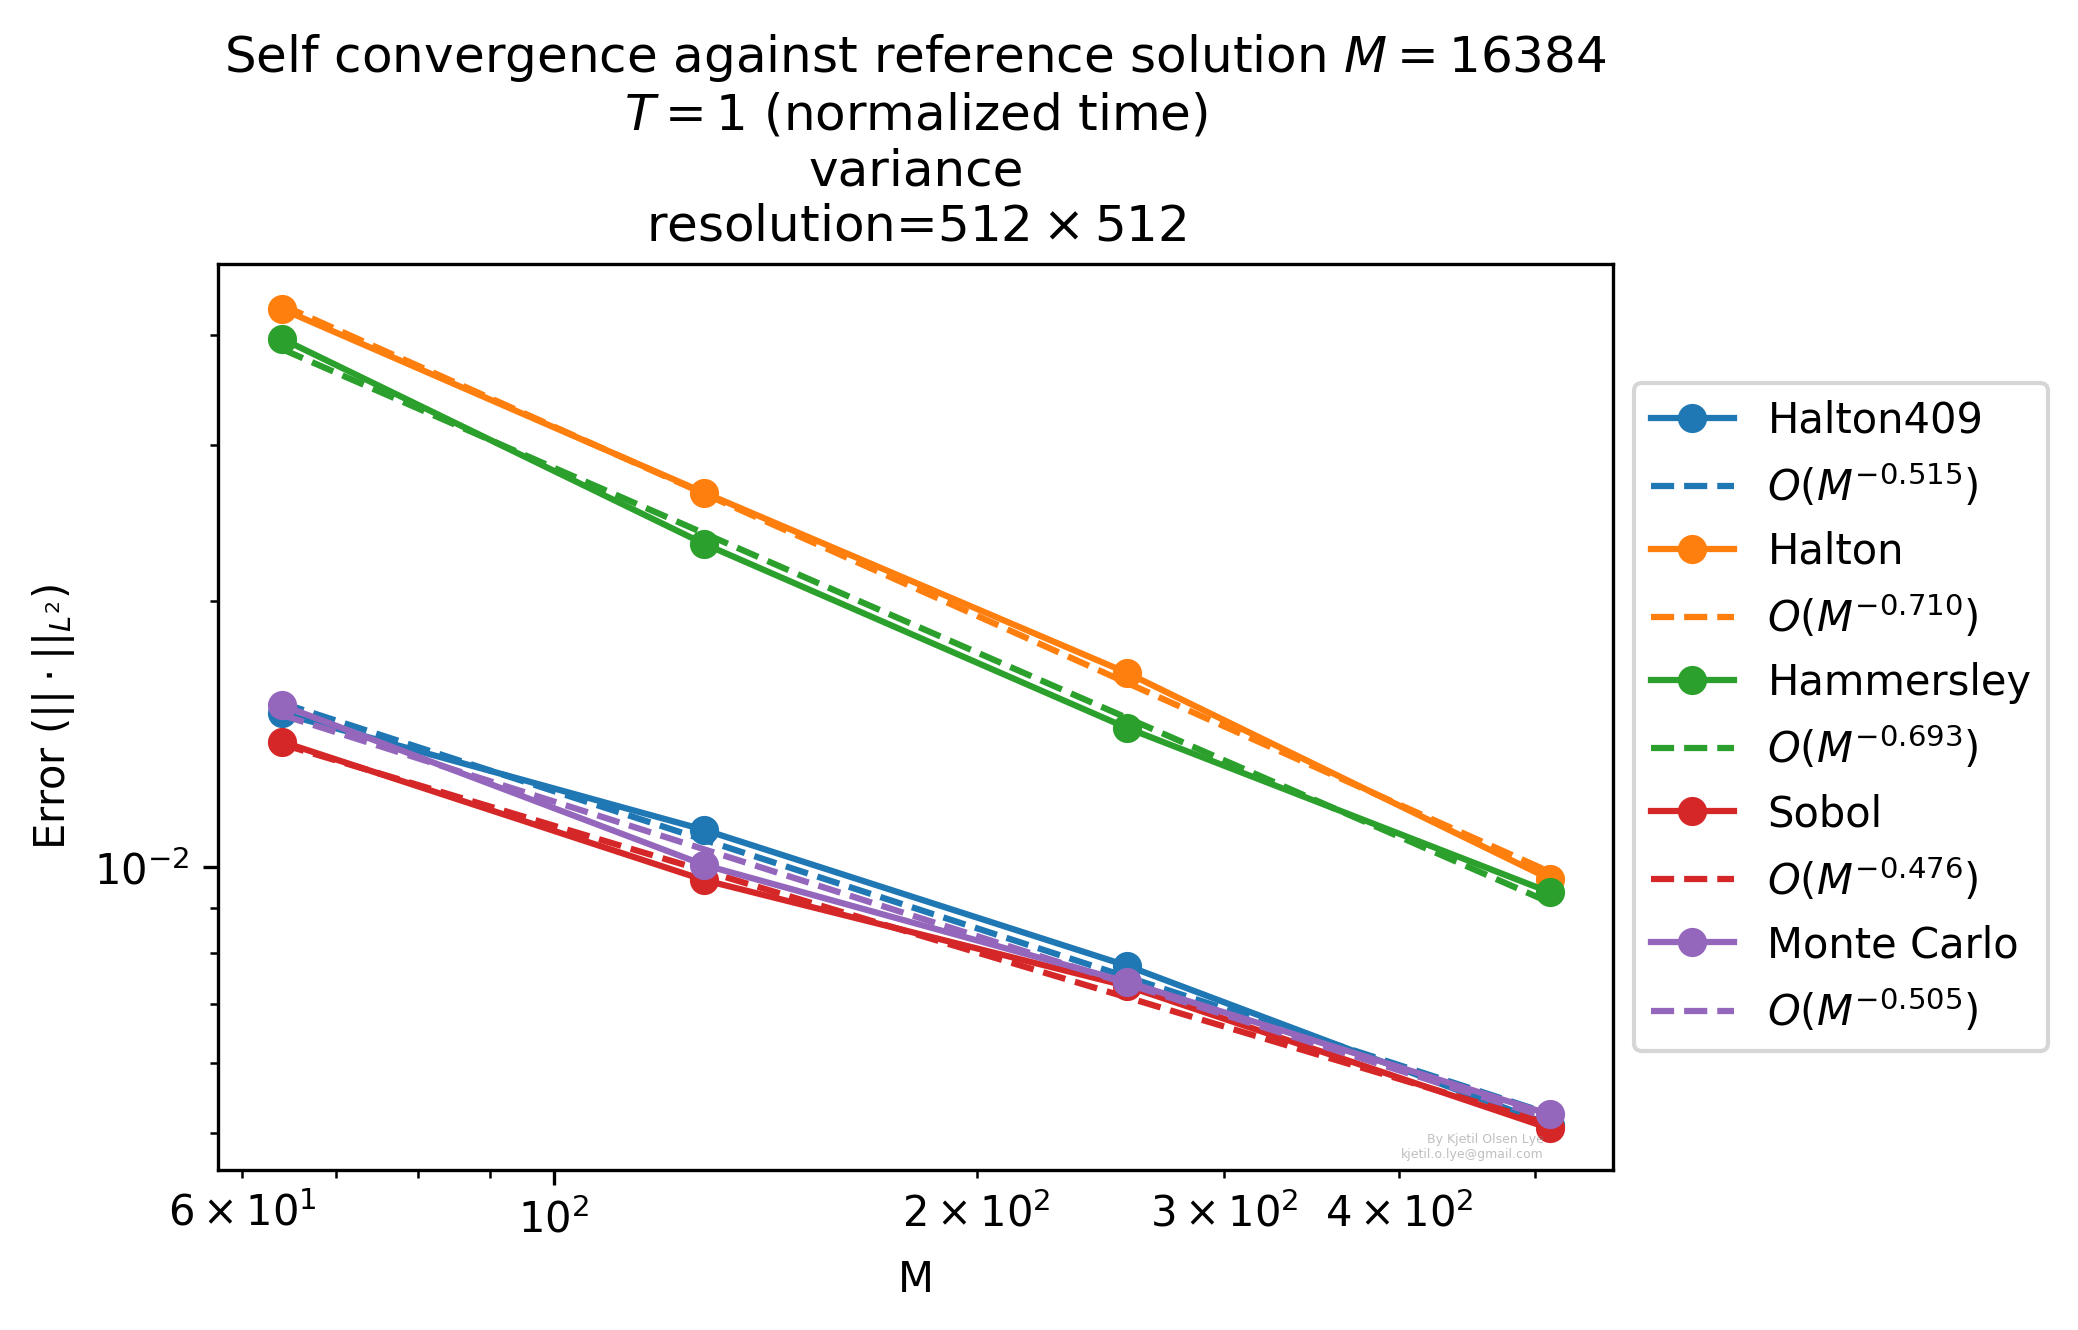 Self convergence against reference solution M = 16384
T = 1 (normalized time)
variance
resolution=512 × 512
Error (|| · ||_{L^2})
10^{-2}
6 × 10^1
10^2
2 × 10^2
3 × 10^2
4 × 10^2
M
Halton409
O(M^{-0.515})
Halton
O(M^{-0.710})
Hammersley
O(M^{-0.693})
Sobol
O(M^{-0.476})
Monte Carlo
O(M^{-0.505})
By Kjetil Olsen Lye
kjetil.o.lye@gmail.com